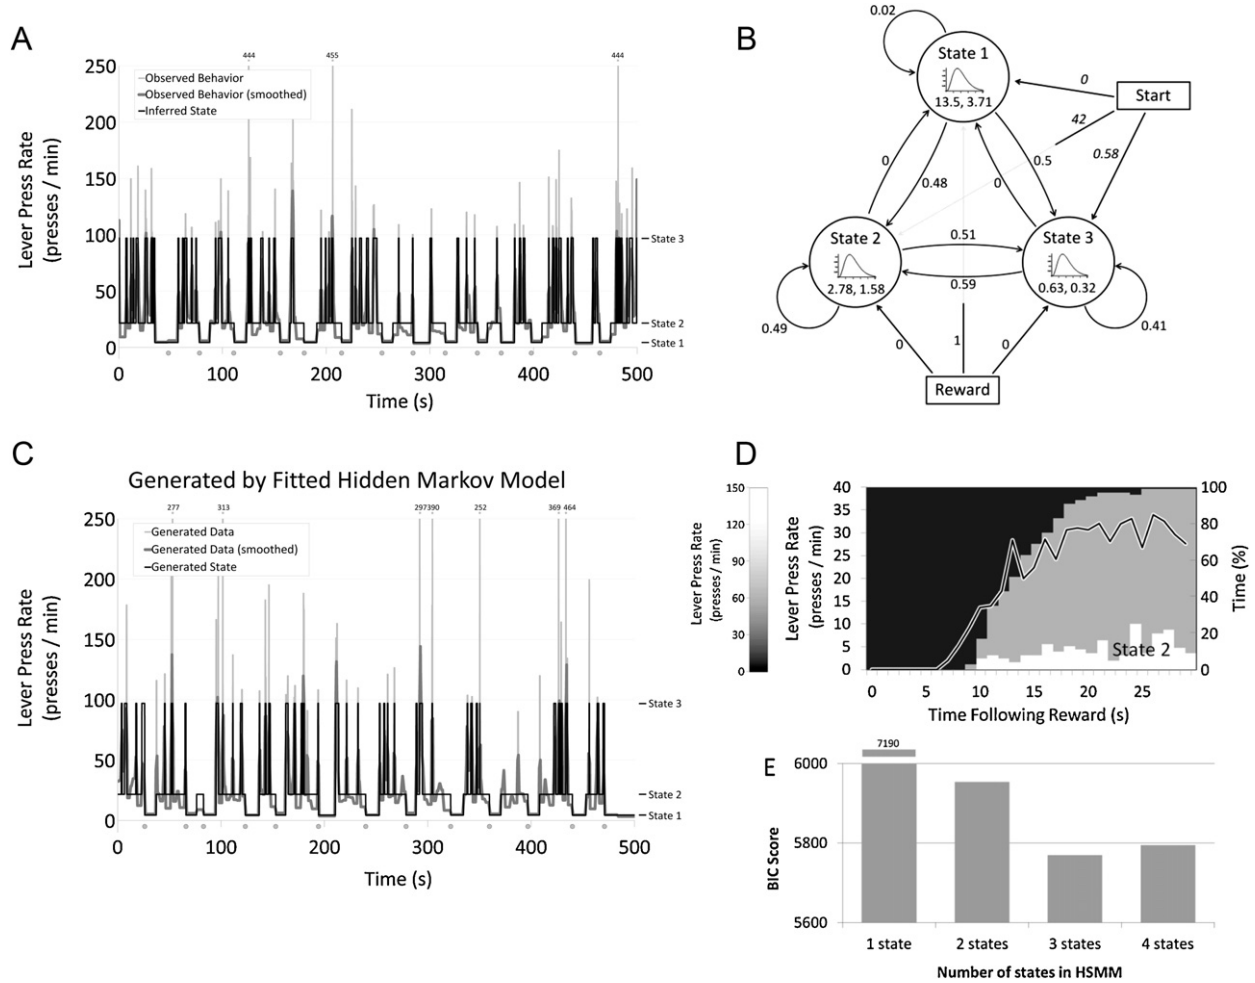 A
444
455
444
250
200
150
100
50
0
Observed Behavior
Observed Behavior (smoothed)
Inferred State
Lever Press Rate
(presses / min)
State 3
State 2
State 1
0
100
200
300
400
500
Time (s)
B
0.02
State 1
13.5, 3.71
0
Start
42
0.58
0
0.48
0.5
0
State 2
2.78, 1.58
0.51
0.59
State 3
0.63, 0.32
0.49
0.41
0
1
0
Reward
C
Generated by Fitted Hidden Markov Model
277
313
297390
252
369 464
250
200
150
100
50
0
Generated Data
Generated Data (smoothed)
Generated State
Lever Press Rate
(presses / min)
State 3
State 2
State 1
0
100
200
300
400
500
Time (s)
D
150
120
90
60
30
0
Lever Press Rate
(presses / min)
Lever Press Rate
(presses / min)
40
35
30
25
20
15
10
5
0
100
80
60
40
20
0
Time (%)
State 2
0
5
10
15
20
25
Time Following Reward (s)
E
7190
6000
5800
5600
BIC Score
1 state
2 states
3 states
4 states
Number of states in HSMM